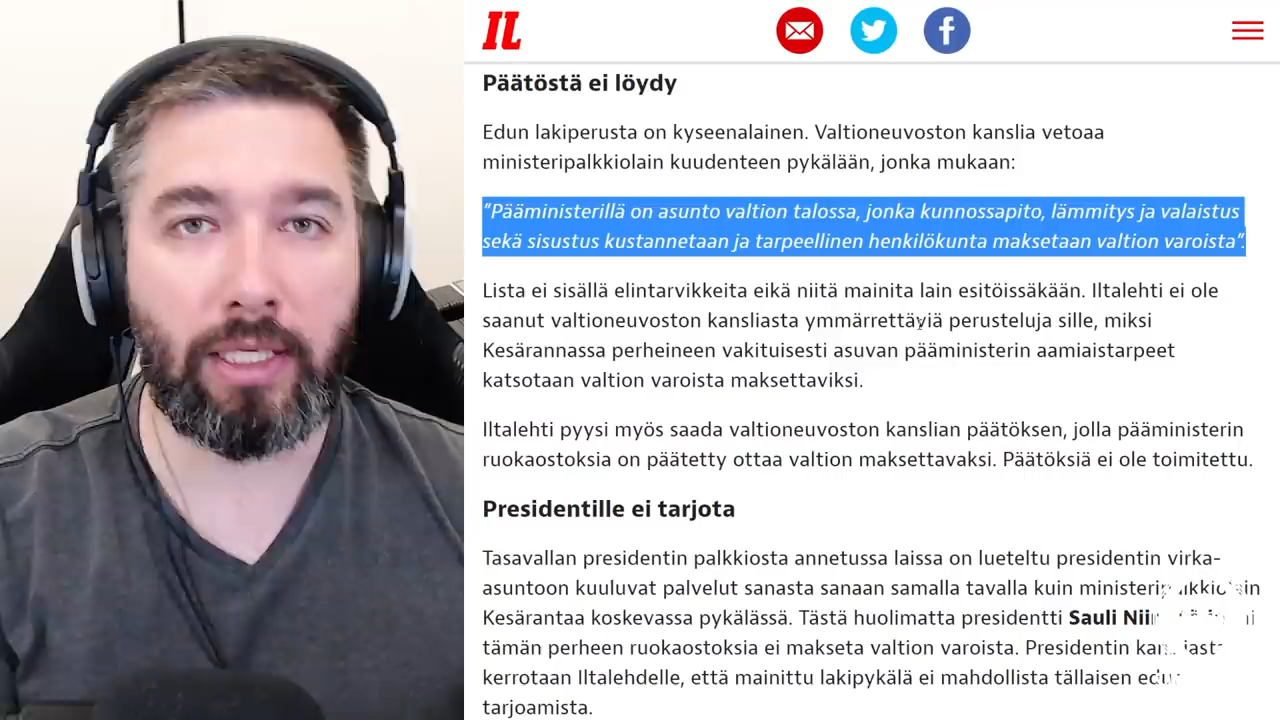 IL
Päätöstä ei löydy
Edun lakiperusta on kyseenalainen. Valtioneuvoston kanslia vetoaa
ministeripalkkiolain kuudenteen pykälään, jonka mukaan:
”Pääministerillä on asunto valtion talossa, jonka kunnossapito, lämmitys ja valaistus
sekä sisustus kustannetaan ja tarpeellinen henkilökunta maksetaan valtion varoista”.
Lista ei sisällä elintarvikkeita eikä niitä mainita lain esitöissäkään. Iltalehti ei ole
saanut valtioneuvoston kansliasta ymmärrettäyiä perusteluja sille, miksi
Kesärannassa perheineen vakituisesti asuvan pääministerin aamiaistarpeet
katsotaan valtion varoista maksettaviksi.
Iltalehti pyysi myös saada valtioneuvoston kanslian päätöksen, jolla pääministerin
ruokaostoksia on päätetty ottaa valtion maksettavaksi. Päätöksiä ei ole toimitettu.
Presidentille ei tarjota
Tasavallan presidentin palkkiosta annetussa laissa on lueteltu presidentin virka-
asuntoon kuuluvat palvelut sanasta sanaan samalla tavalla kuin
Kesärantaa koskevassa pykälässä. Tästä huolimatta presidentti Sauli
tämän perheen ruokaostoksia ei makseta valtion varoista. Presidentin
kerrotaan Iltalehdelle, että mainittu lakipykälä ei mahdollista tällaisen
tarjoamista.